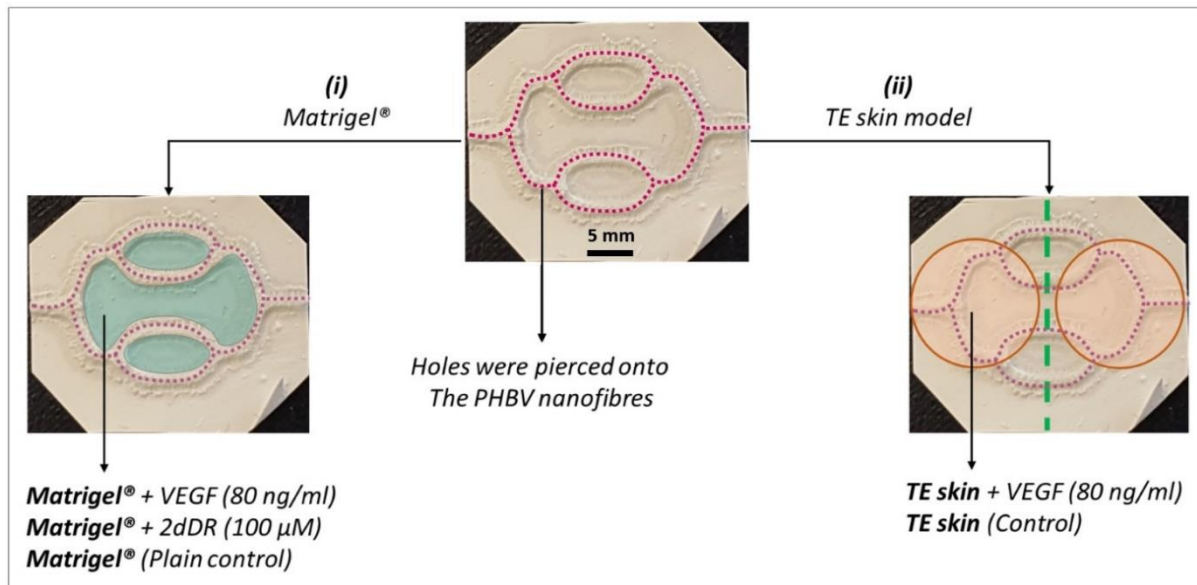 (i)
Matrigel®
(ii)
TE skin model
5 mm
Holes were pierced onto
The PHBV nanofibres
Matrigel® + VEGF (80 ng/ml)
Matrigel® + 2dDR (100 μM)
Matrigel® (Plain control)
TE skin + VEGF (80 ng/ml)
TE skin (Control)